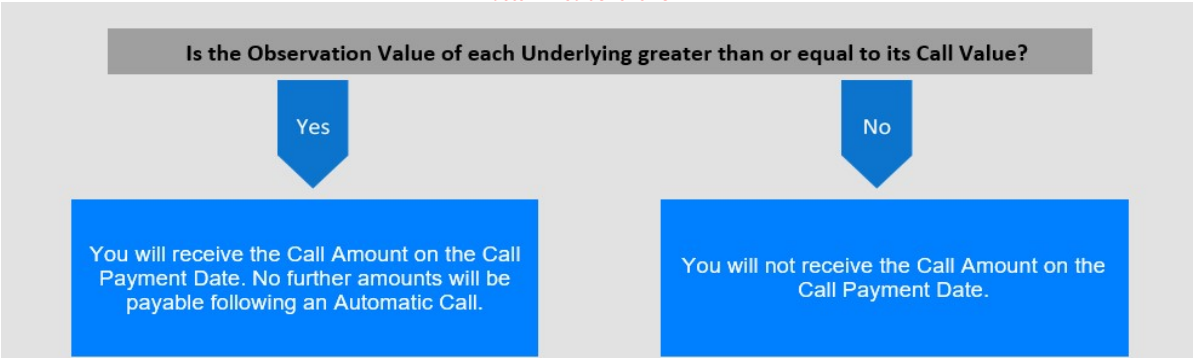 Is the Observation Value of each Underlying greater than or equal to its Call Value?
Yes
No
You will receive the Call Amount on the Call
Payment Date. No further amounts will be
payable following an Automatic Call.
You will not receive the Call Amount on the
Call Payment Date.